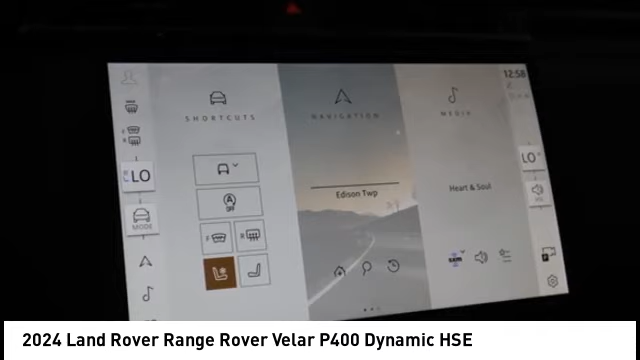 12:58
SHORTCUTS
NAVIGATION
MEDIA
F
R
LO
LO
A
OFF
Edison Twp
Heart & Soul
MODE
F
R
sxm
2024 Land Rover Range Rover Velar P400 Dynamic HSE